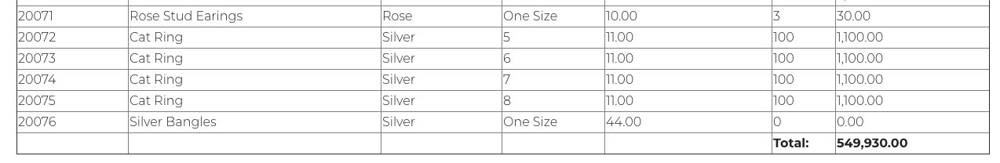 20071 Rose Stud Earings Rose One Size 10.00 3 30.00
20072 Cat Ring Silver 5 11.00 100 1,100.00
20073 Cat Ring Silver 6 11.00 100 1,100.00
20074 Cat Ring Silver 7 11.00 100 1,100.00
20075 Cat Ring Silver 8 11.00 100 1,100.00
20076 Silver Bangles Silver One Size 44.00 0 0.00
Total: 549,930.00